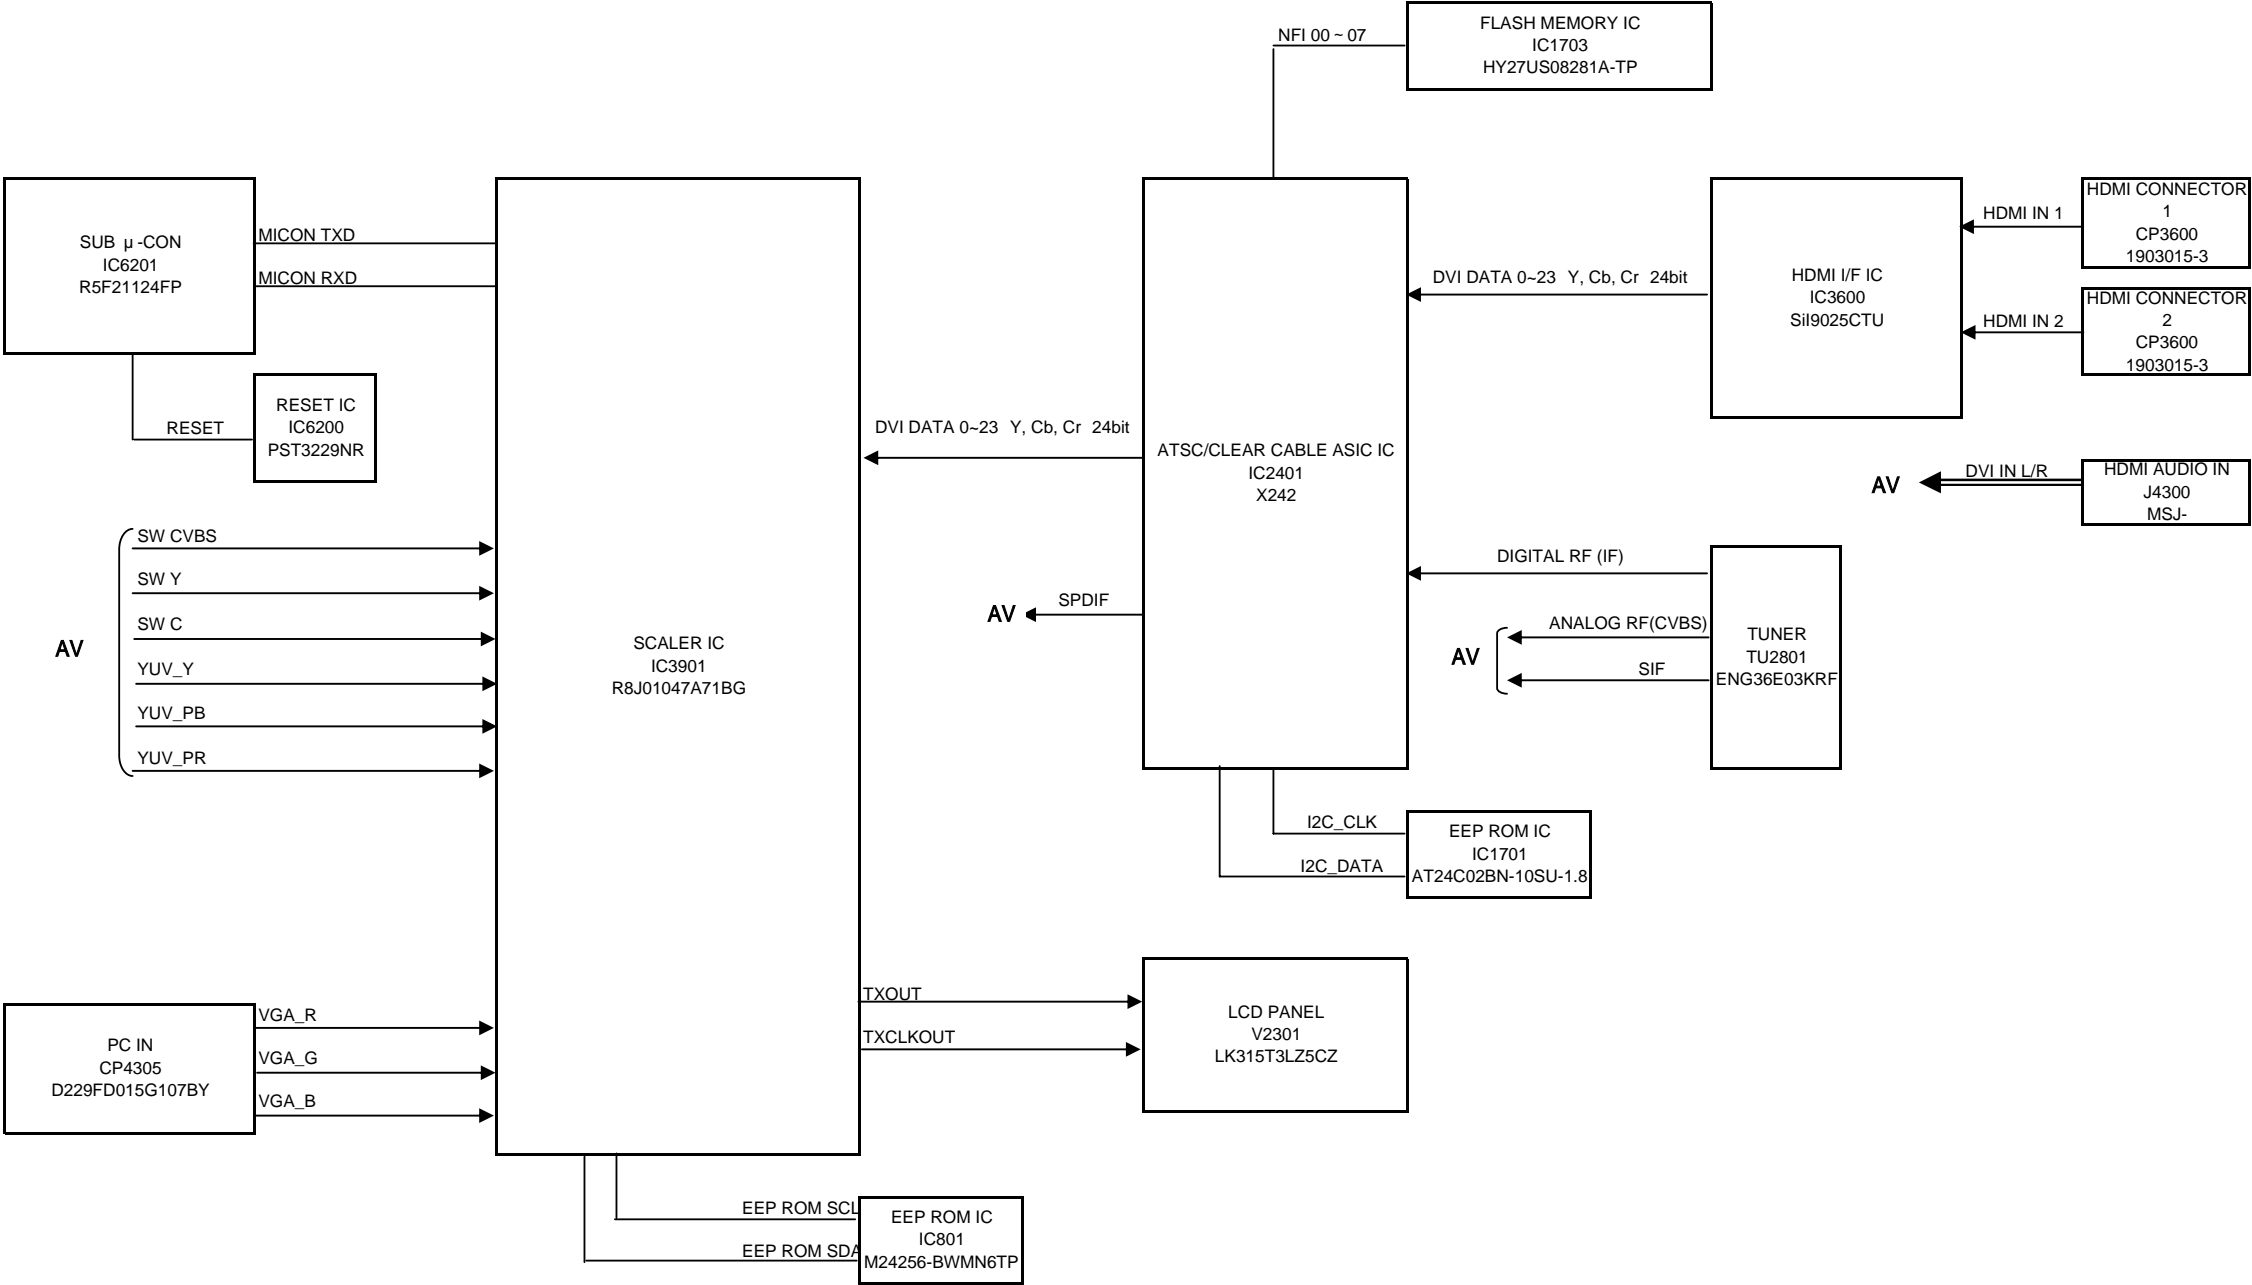 FLASH MEMORY IC
IC1703
HY27US08281A-TP
NFI 00 ~ 07
SUB µ-CON
IC6201
R5F21124FP
MICON TXD
MICON RXD
RESET
RESET IC
IC6200
PST3229NR
AV
SW CVBS
SW Y
SW C
YUV_Y
YUV_PB
YUV_PR
PC IN
CP4305
D229FD015G107BY
VGA_R
VGA_G
VGA_B
SCALER IC
IC3901
R8J01047A71BG
EEP ROM SCL
EEP ROM SDA
EEP ROM IC
IC801
M24256-BWMN6TP
DVI DATA 0~23 Y, Cb, Cr 24bit
AV
SPDIF
TXOUT
TXCLKOUT
LCD PANEL
V2301
LK315T3LZ5CZ
ATSC/CLEAR CABLE ASIC IC
IC2401
X242
I2C_CLK
I2C_DATA
EEP ROM IC
IC1701
AT24C02BN-10SU-1.8
DVI DATA 0~23 Y, Cb, Cr 24bit
DIGITAL RF (IF)
ANALOG RF(CVBS)
AV
SIF
TUNER
TU2801
ENG36E03KRF
HDMI I/F IC
IC3600
SiI9025CTU
HDMI IN 1
HDMI IN 2
HDMI CONNECTOR
1
CP3600
1903015-3
HDMI CONNECTOR
2
CP3600
1903015-3
AV
DVI IN L/R
HDMI AUDIO IN
J4300
MSJ-